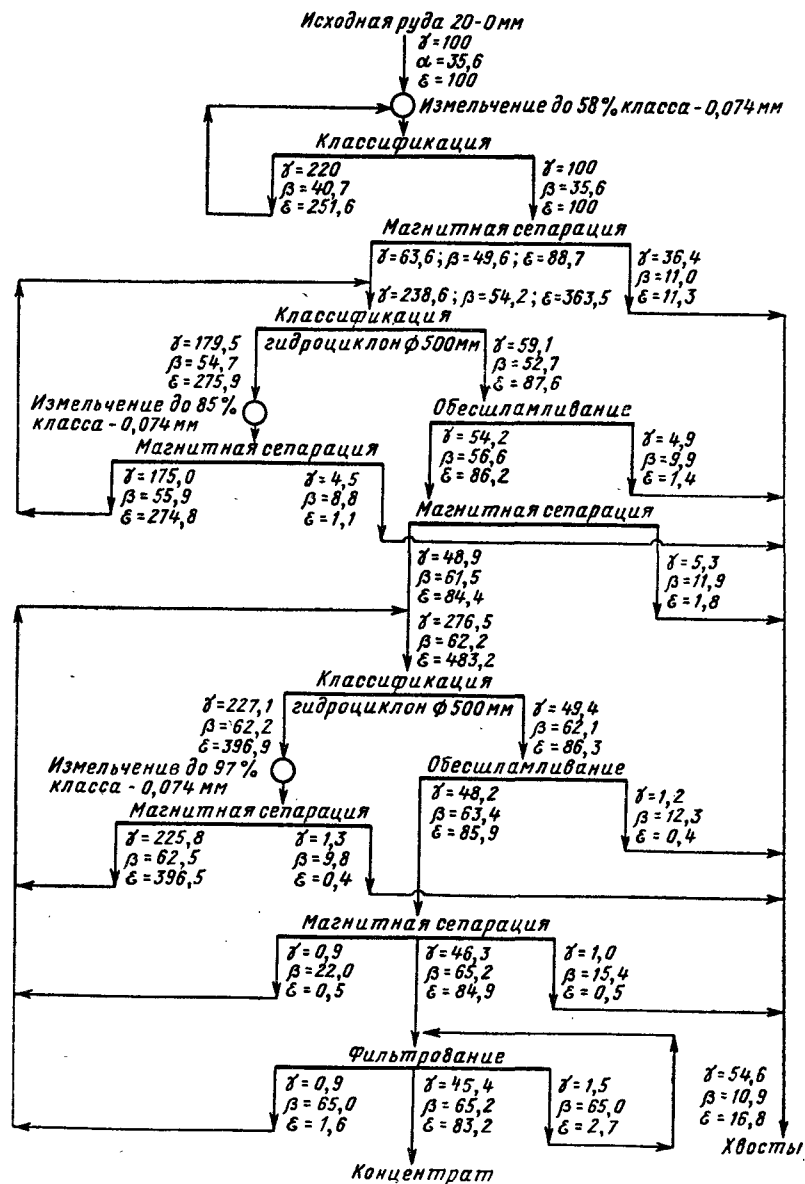 Исходная руда 20-0мм
γ=100
α=35,6
ε=100
Измельчение до 58% класса-0,074мм
Классификация
γ=220
β=40,7
ε=251,6
γ=100
β=35,6
ε=100
Магнитная сепарация
γ=63,6; β=49,6; ε=88,7
γ=36,4
β=11,0
ε=11,3
γ=238,6; β=54,2; ε=363,5
Классификация
гидроциклон ф500мм
γ=179,5
β=54,7
ε=275,9
γ=59,1
β=52,7
ε=87,6
Измельчение до 85%
класса-0,074мм
Обесшламливание
γ=54,2
β=56,6
ε=86,2
γ=4,9
β=9,9
ε=1,4
Магнитная сепарация
γ=175,0
β=55,9
ε=274,8
γ=4,5
β=8,8
ε=1,1
Магнитная сепарация
γ=48,9
β=61,5
ε=84,4
γ=5,3
β=11,9
ε=1,8
γ=276,5
β=62,2
ε=483,2
Классификация
гидроциклон ф500мм
γ=227,1
β=62,2
ε=396,9
γ=49,4
β=62,1
ε=86,3
Измельчение до 97%
класса-0,074мм
Обесшламливание
γ=48,2
β=63,4
ε=85,9
γ=1,2
β=12,3
ε=0,4
Магнитная сепарация
γ=225,8
β=62,5
ε=396,5
γ=1,3
β=9,8
ε=0,4
Магнитная сепарация
γ=0,9
β=22,0
ε=0,5
γ=46,3
β=65,2
ε=84,9
γ=1,0
β=15,4
ε=0,5
Фильтрование
γ=0,9
β=65,0
ε=1,6
γ=45,4
β=65,2
ε=83,2
γ=1,5
β=65,0
ε=2,7
γ=54,6
β=10,9
ε=16,8
Хвосты
Концентрат